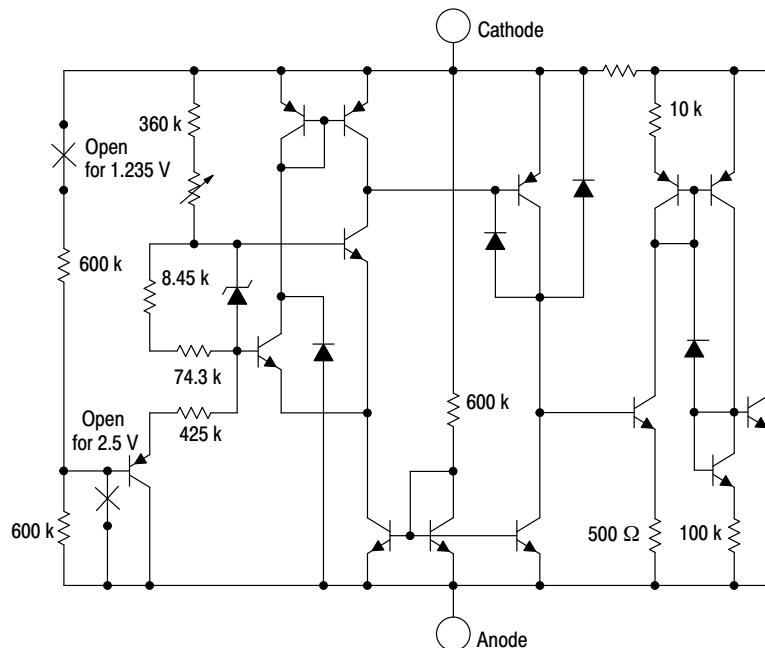 Cathode
360 k
10 k
Open
for 1.235 V
600 k
8.45 k
74.3 k
600 k
Open
for 2.5 V
425 k
600 k
500 Ω
100 k
Anode